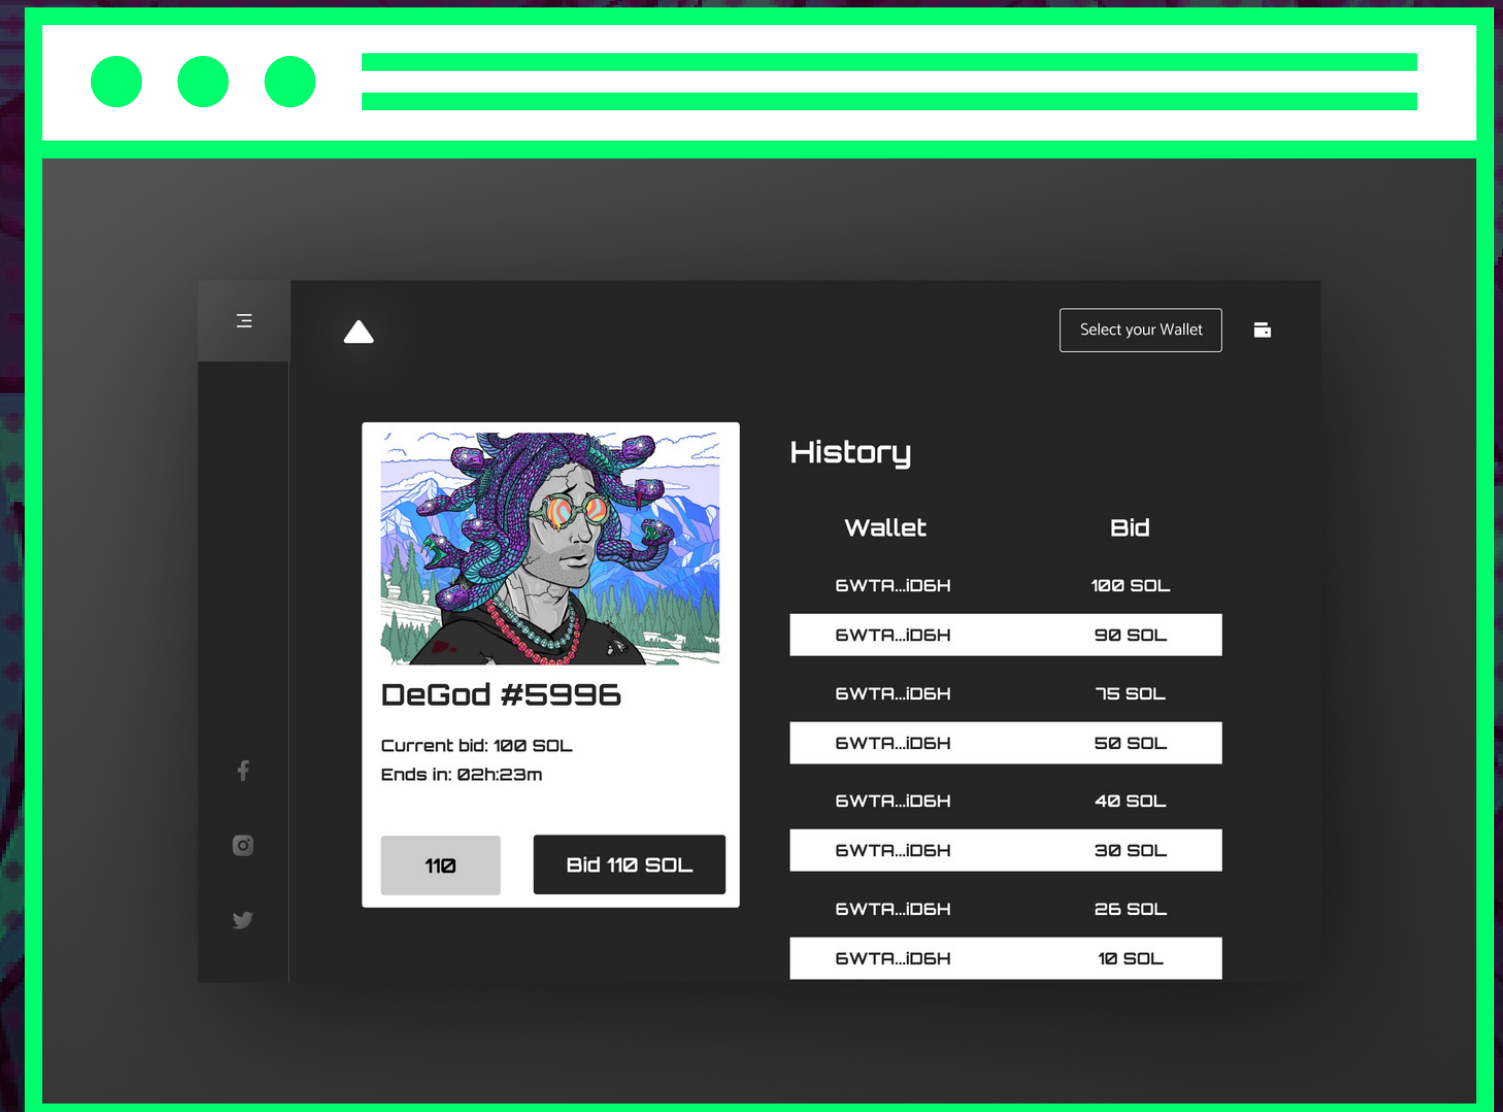 Select your Wallet
DeGod #5996
Current bid: 100 SOL
Ends in: 02h:23m
110
Bid 110 SOL
History
Wallet Bid
6WTA...iD6H 100 SOL
6WTA...iD6H 90 SOL
6WTA...iD6H 75 SOL
6WTA...iD6H 50 SOL
6WTA...iD6H 40 SOL
6WTA...iD6H 30 SOL
6WTA...iD6H 26 SOL
6WTA...iD6H 10 SOL